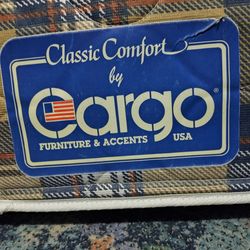 Classic Comfort
by
Cargo®
FURNITURE & ACCENTS USA